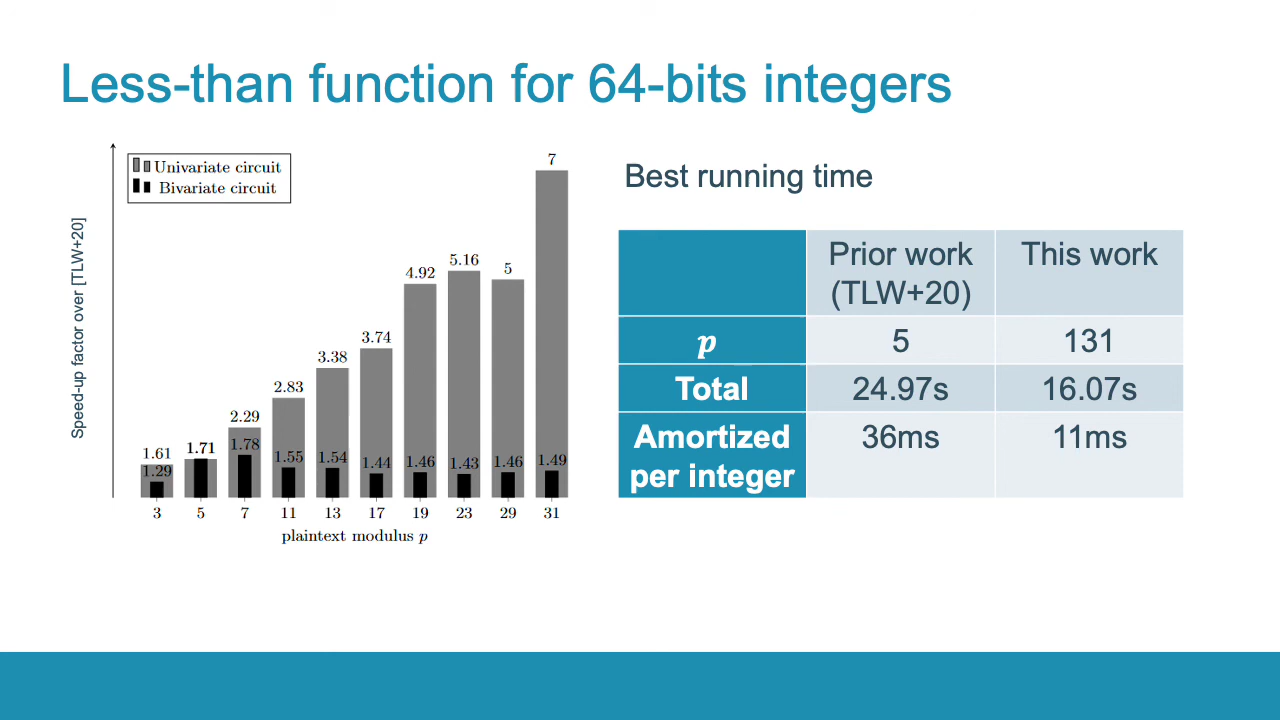 Less-than function for 64-bits integers
Speed-up factor over [TLW+20]
Univariate circuit
Bivariate circuit
1.61 1.71 2.29 2.83 3.38 3.74 4.92 5.16 5 7
1.29 1.71 1.78 1.55 1.54 1.44 1.46 1.43 1.46 1.49
3 5 7 11 13 17 19 23 29 31
plaintext modulus p
Best running time
Prior work
(TLW+20)
This work
p 5 131
Total 24.97s 16.07s
Amortized
per integer
36ms 11ms